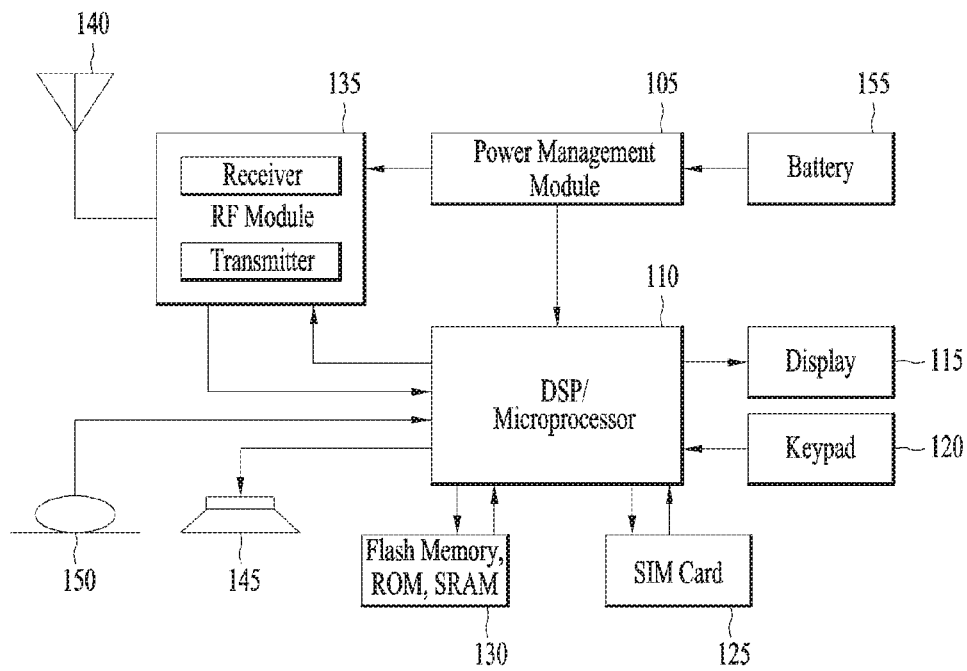 140
135
105
155
Receiver
RF Module
Transmitter
Power Management
Module
Battery
110
DSP/
Microprocessor
Display
115
Keypad
120
150
145
Flash Memory,
ROM, SRAM
130
SIM Card
125